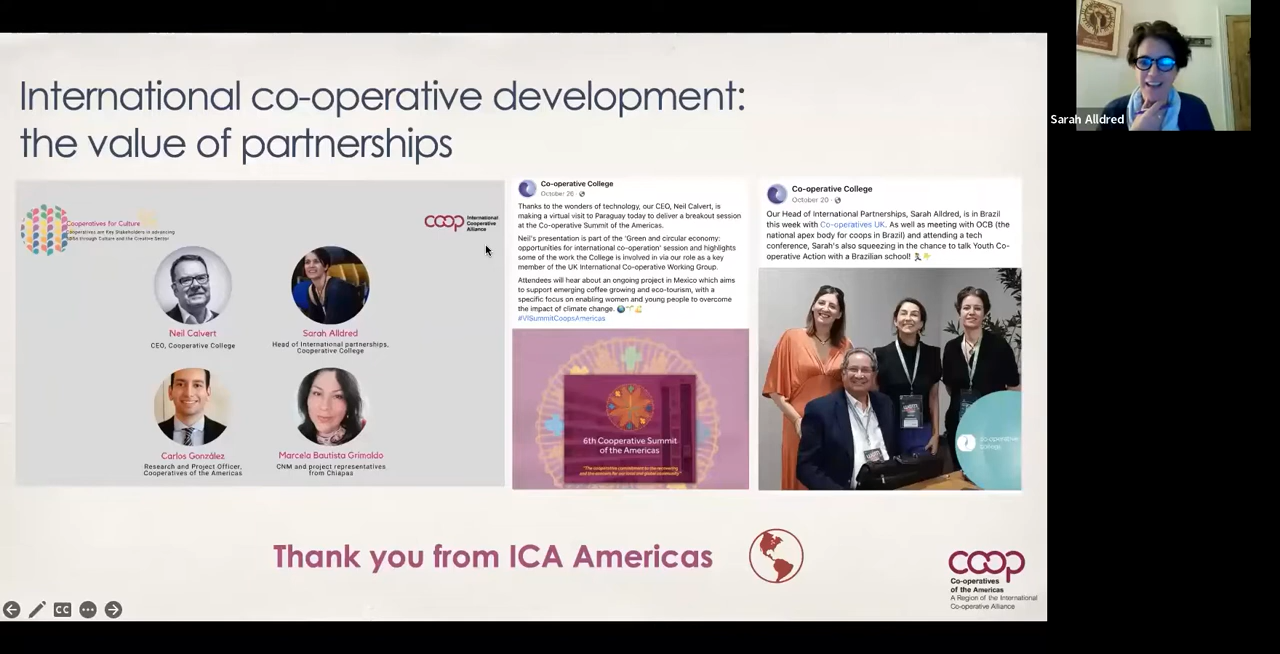 International co-operative development:
the value of partnerships
Cooperatives for Culture
Cooperatives are Key Stakeholders in advancing
through Culture and the Creative Sector
coop International
Cooperative
Alliance
Neil Calvert
CEO, Cooperative College
Sarah Alldred
Head of International partnerships,
Cooperative College
Carlos González
Research and Project Officer,
Cooperatives of the Americas
Marcela Bautista Grimaldo
CNM and project representatives
from Chiapas
Co-operative College
October 26
Thanks to the wonders of technology, our CEO, Neil Calvert, is
making a virtual visit to Paraguay today to deliver a breakout session
at the Co-operative Summit of the Americas.
Neil's presentation is part of the 'Green and circular economy:
opportunities for international co-operation' session and highlights
some of the work the College is involved in via our role as a key
member of the UK International Co-operative Working Group.
Attendees will hear about an ongoing project in Mexico which aims
to support emerging coffee growing and eco-tourism, with a
specific focus on enabling women and young people to overcome
the impact of climate change.
#VISummitCoopsAmericas
6th Cooperative Summit
of the Americas
Co-operative College
October 20
Our Head of International Partnerships, Sarah Alldred, is in Brazil
this week with Co-operatives UK. As well as meeting with OCB (the
national apex body for coops in Brazil) and attending a tech
conference, Sarah's also squeezing in the chance to talk Youth Co-
operative Action with a Brazilian school!
co-operative
college
Thank you from ICA Americas
coop
Co-operatives
of the Americas
A Region of the International
Co-operative Alliance
CC
Sarah Alldred